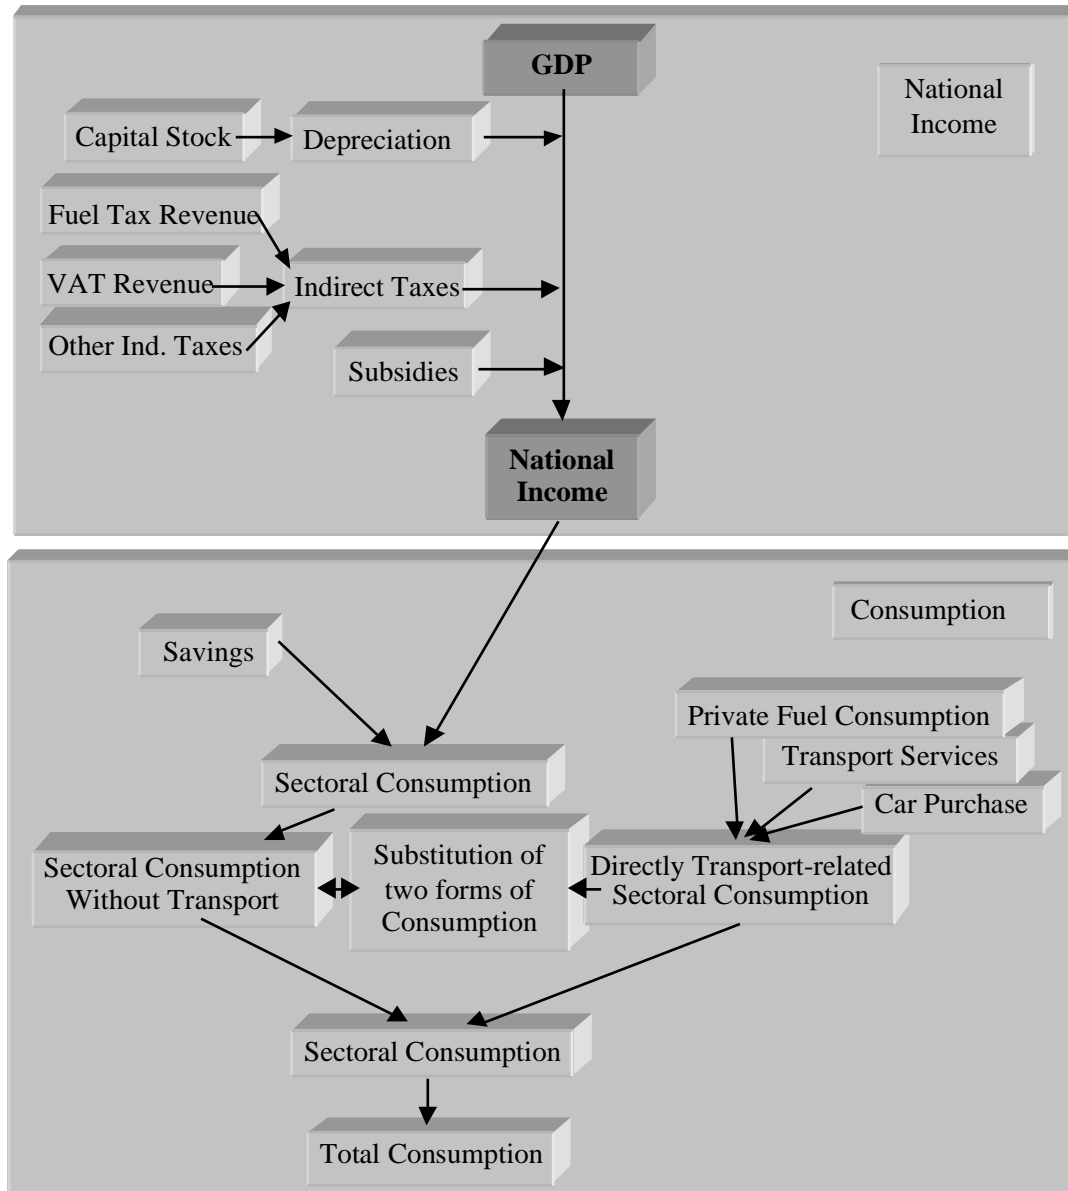 GDP
National
Income
Capital Stock
Depreciation
Fuel Tax Revenue
VAT Revenue
Indirect Taxes
Other Ind. Taxes
Subsidies
National
Income
Consumption
Savings
Private Fuel Consumption
Transport Services
Sectoral Consumption
Car Purchase
Sectoral Consumption
Without Transport
Substitution of
two forms of
Consumption
Directly Transport-related
Sectoral Consumption
Sectoral Consumption
Total Consumption